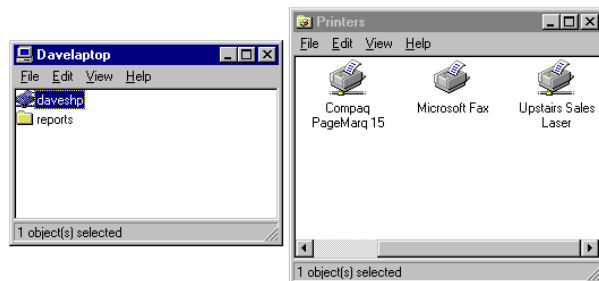 Davelaptop
File Edit View Help
daveshp
reports
1 object(s) selected
Printers
File Edit View Help
Compaq
PageMarq 15
Microsoft Fax
Upstairs Sales
Laser
1 object(s) selected